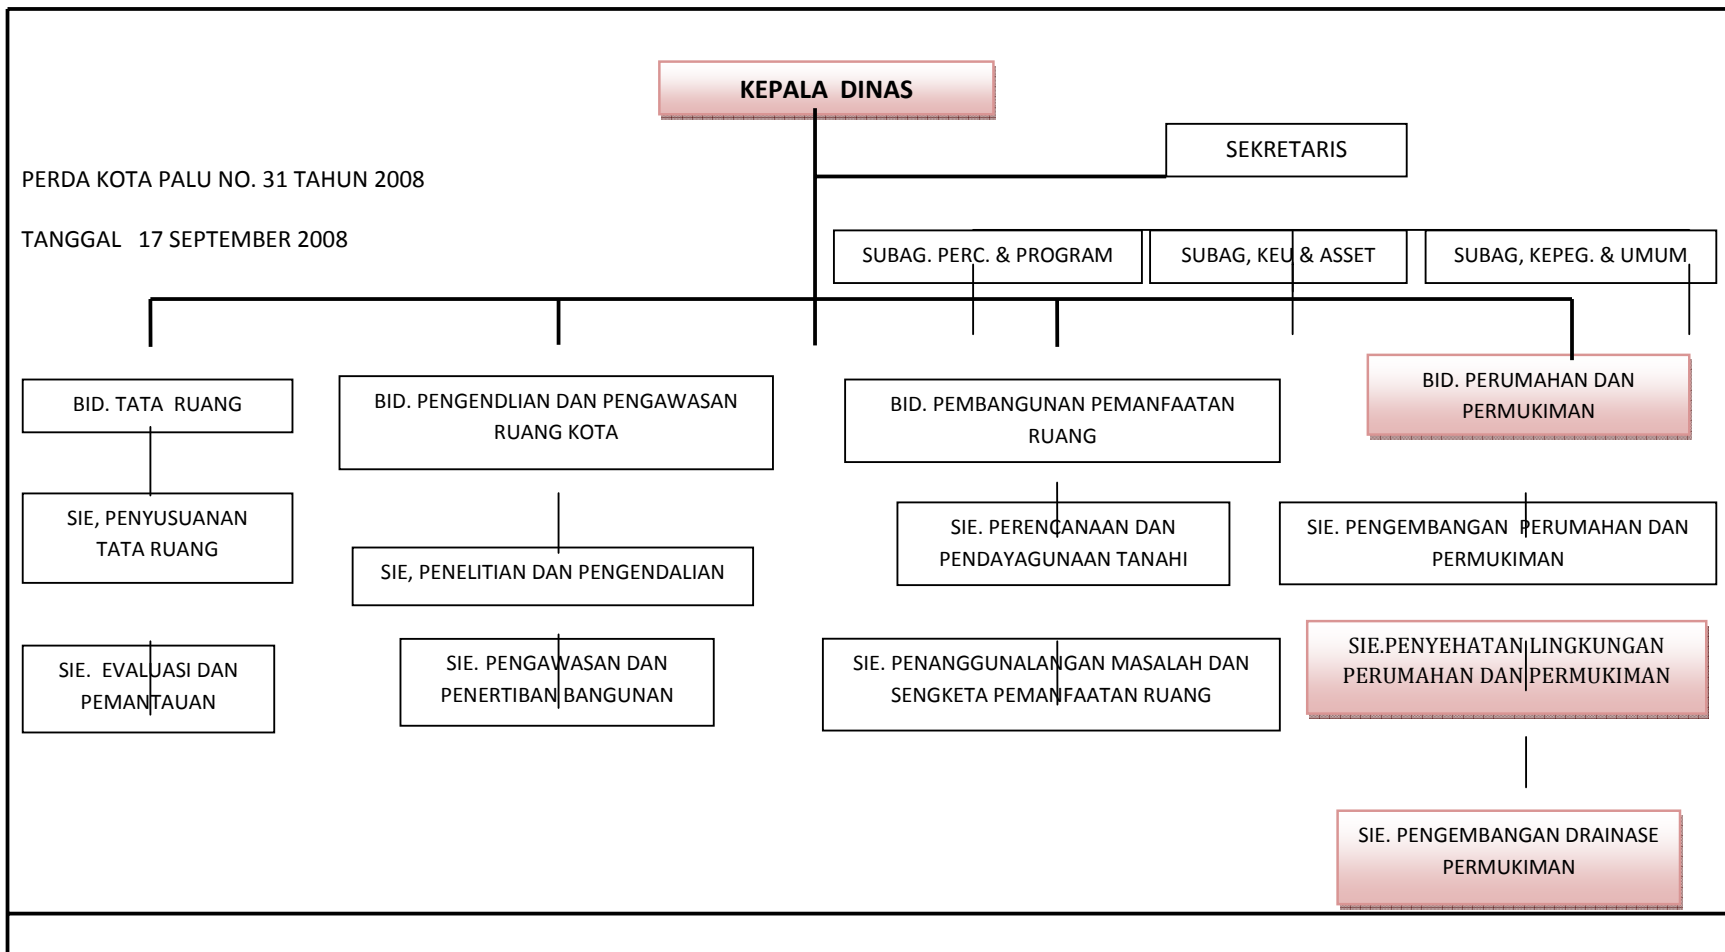 KEPALA DINAS
SEKRETARIS
PERDA KOTA PALU NO. 31 TAHUN 2008
TANGGAL 17 SEPTEMBER 2008
SUBAG. PERC. & PROGRAM
SUBAG, KEU & ASSET
SUBAG, KEPEG. & UMUM
BID. TATA RUANG
BID. PENGENDLIAN DAN PENGAWASAN
RUANG KOTA
BID. PEMBANGUNAN PEMANFAATAN
RUANG
BID. PERUMAHAN DAN
PERMUKIMAN
SIE, PENYUSUANAN
TATA RUANG
SIE, PENELITIAN DAN PENGENDALIAN
SIE. PERENCANAAN DAN
PENDAYAGUNAAN TANAHI
SIE. PENGEMBANGAN PERUMAHAN DAN
PERMUKIMAN
SIE. EVALUASI DAN
PEMANTAUAN
SIE. PENGAWASAN DAN
PENERTIBAN BANGUNAN
SIE. PENANGGUNALANGAN MASALAH DAN
SENGKETA PEMANFAATAN RUANG
SIE.PENYEHATAN LINGKUNGAN
PERUMAHAN DAN PERMUKIMAN
SIE. PENGEMBANGAN DRAINASE
PERMUKIMAN